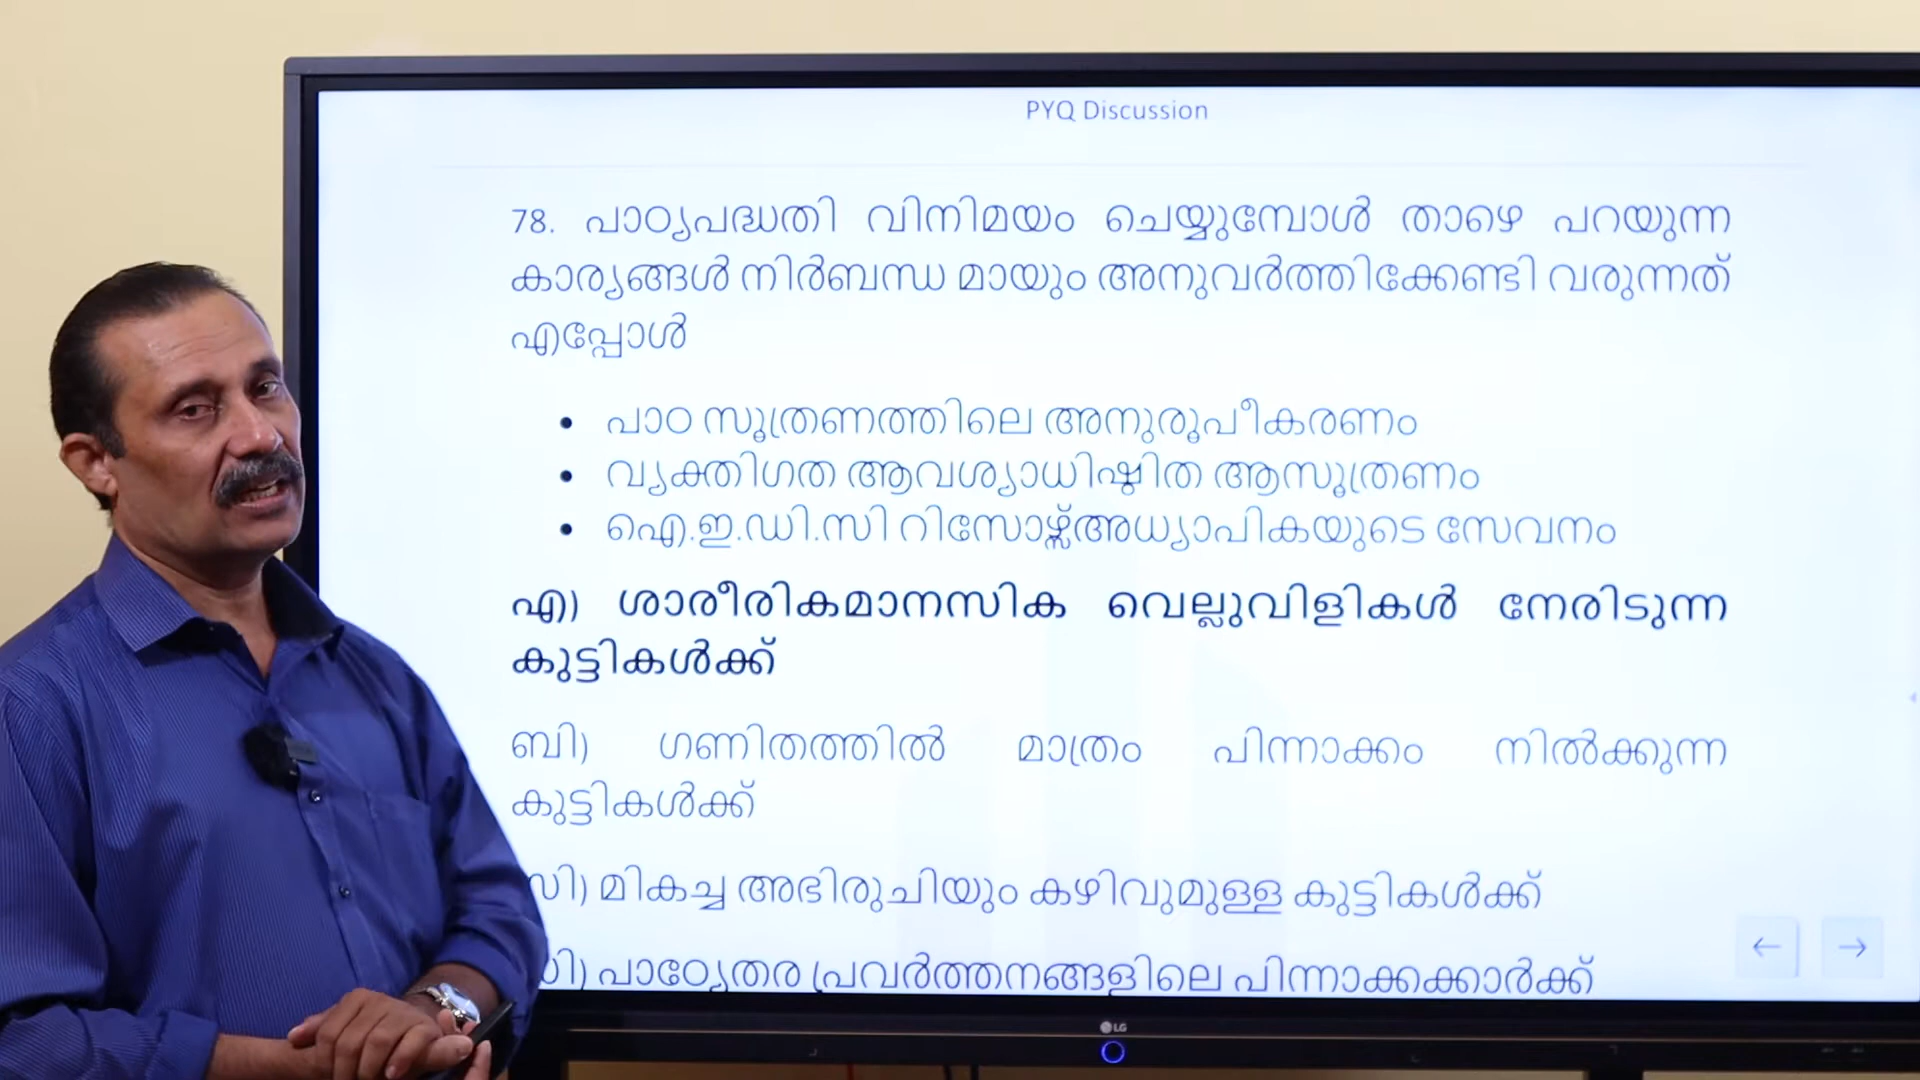 PYQ Discussion
78. പാഠ്യപദ്ധതി വിനിമയം ചെയ്യുമ്പോൾ താഴെ പറയുന്ന
കാര്യങ്ങൾ നിർബന്ധ മായും അനുവർത്തിക്കേണ്ടി വരുന്നത്
എപ്പോൾ
• പാഠ സൂത്രണത്തിലെ അനുരൂപീകരണം
• വ്യക്തിഗത ആവശ്യാധിഷ്ഠിത ആസൂത്രണം
• ഐ.ഇ.ഡി.സി റിസോഴ്സ്അധ്യാപികയുടെ സേവനം
എ) ശാരീരികമാനസിക വെല്ലുവിളികൾ നേരിടുന്ന
കുട്ടികൾക്ക്
ബി) ഗണിതത്തിൽ മാത്രം പിന്നാക്കം നിൽക്കുന്ന
കുട്ടികൾക്ക്
സി) മികച്ച അഭിരുചിയും കഴിവുമുള്ള കുട്ടികൾക്ക്
പാഠ്യേതര പ്രവർത്തനങ്ങളിലെ പിന്നാക്കക്കാർക്ക്
LG